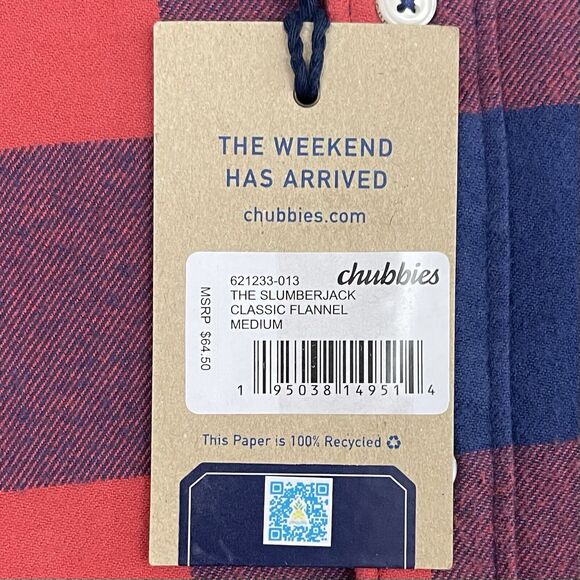 THE WEEKEND
HAS ARRIVED
chubbies.com
621233-013
chubbies
THE SLUMBERJACK
CLASSIC FLANNEL
MEDIUM
MSRP $64.50
1 95038 14951 4
This Paper is 100% Recycled